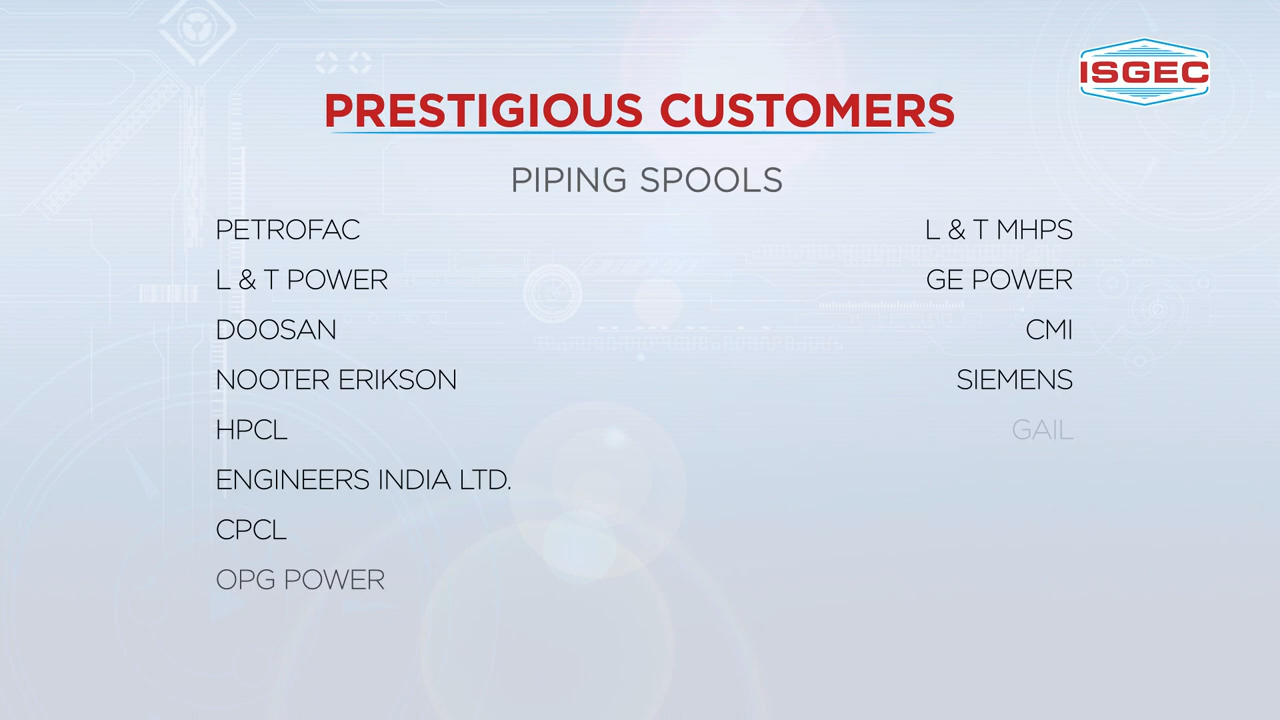 ISGEC
PRESTIGIOUS CUSTOMERS
PIPING SPOOLS
PETROFAC
L & T POWER
DOOSAN
NOOTER ERIKSON
HPCL
ENGINEERS INDIA LTD.
CPCL
OPG POWER
L & T MHPS
GE POWER
CMI
SIEMENS
GAIL